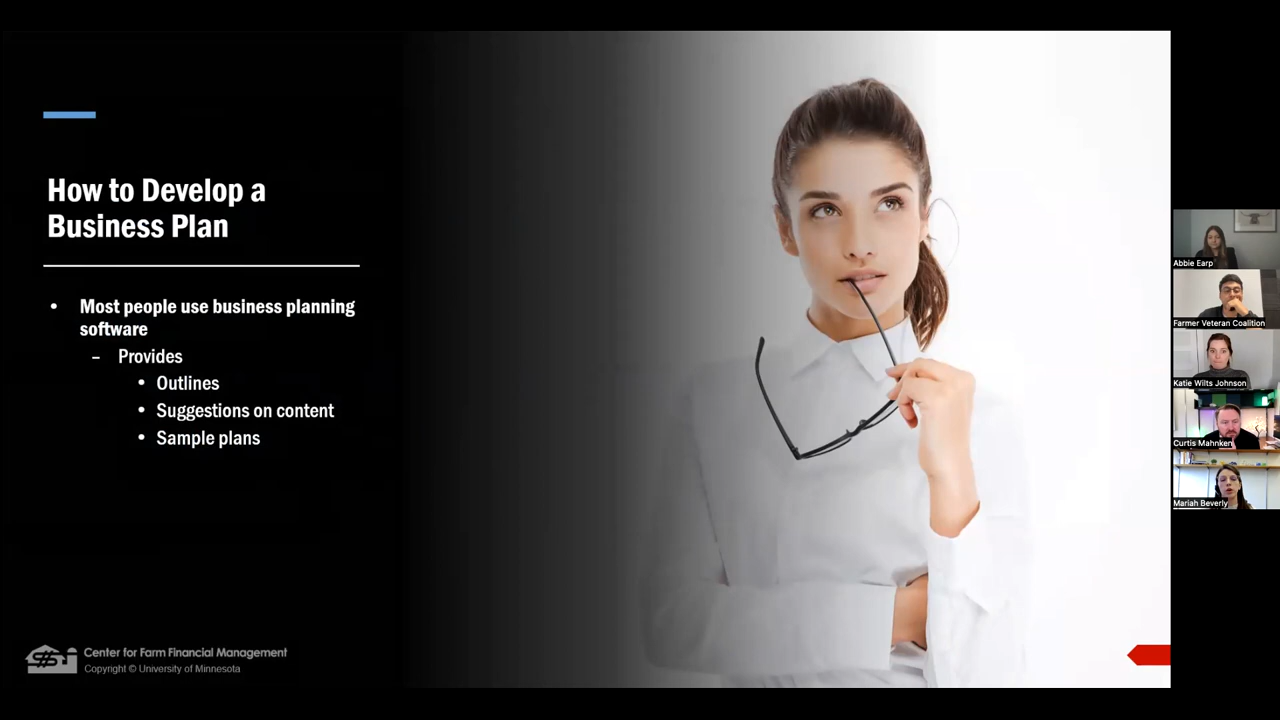 How to Develop a
Business Plan
• Most people use business planning
software
– Provides
• Outlines
• Suggestions on content
• Sample plans
Center for Farm Financial Management
Copyright © University of Minnesota
Abbie Earp
Farmer Veteran Coalition
Katie Wilts Johnson
Curtis Mahnken
Mariah Beverly